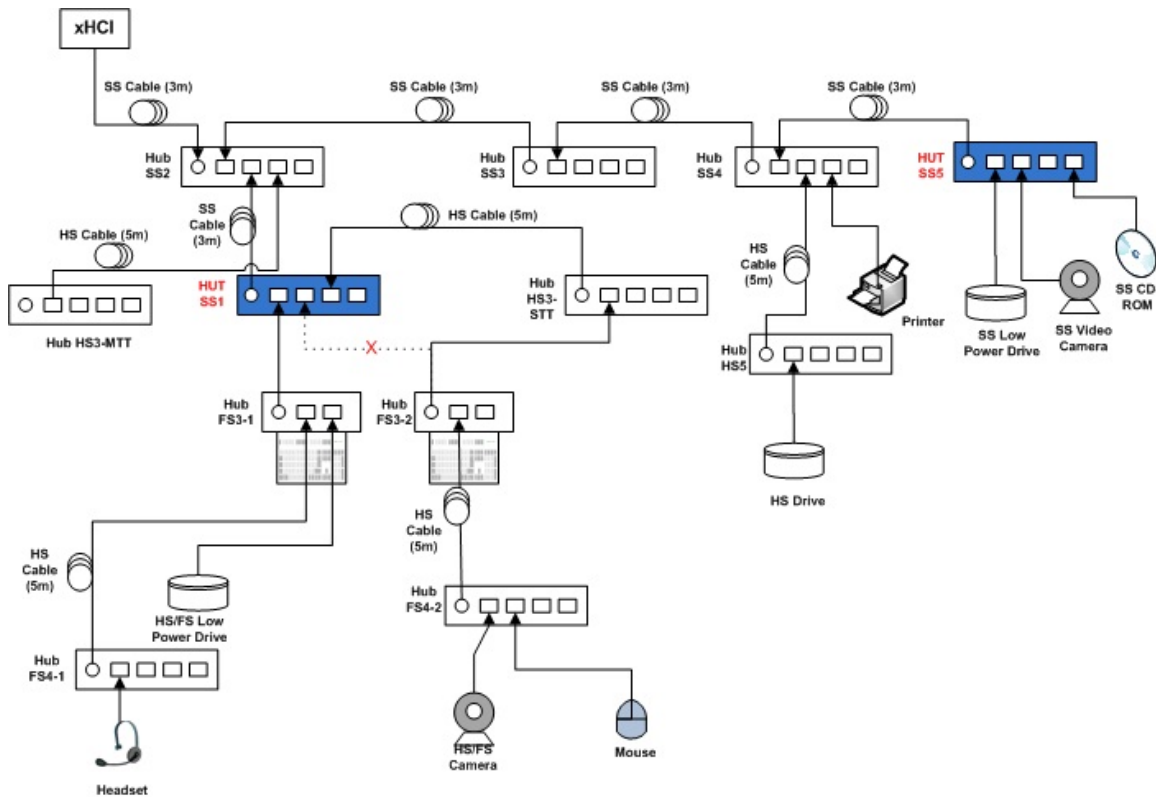 xHCI
SS Cable (3m)
SS Cable (3m)
SS Cable (3m)
SS Cable (3m)
Hub
SS2
Hub
SS3
Hub
SS4
HUT
SS5
SS
Cable
(3m)
HS Cable (5m)
HS Cable (5m)
HS
Cable
(5m)
HUT
SS1
Hub
HS3-
STT
Hub HS3-MTT
Printer
SS Low
Power Drive
SS Video
Camera
SS CD
ROM
X
Hub
HS5
Hub
FS3-1
Hub
FS3-2
HS Drive
HS
Cable
(5m)
HS
Cable
(5m)
HS/FS Low
Power Drive
Hub
FS4-2
Hub
FS4-1
HS/FS
Camera
Mouse
Headset